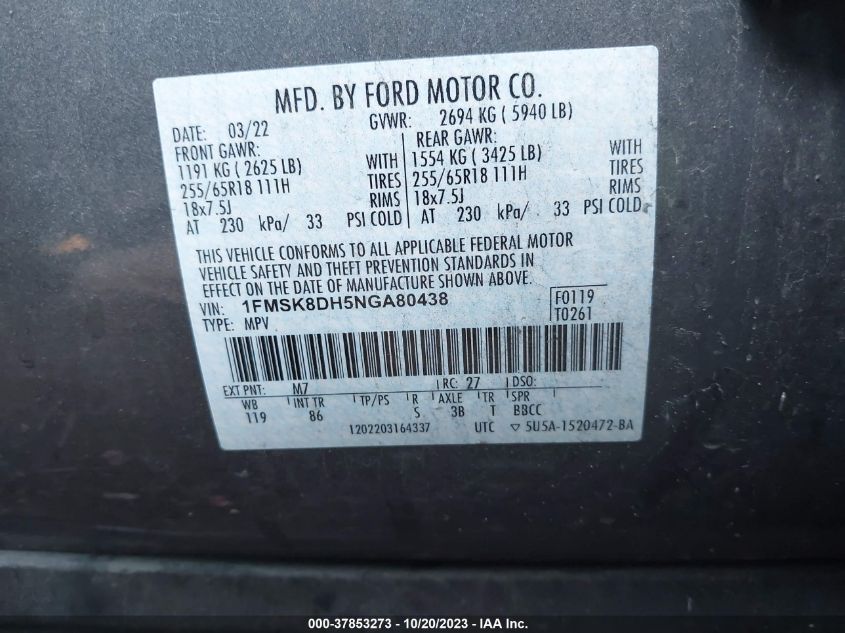 MFD. BY FORD MOTOR CO.
DATE: 03/22 GVWR: 2694 KG ( 5940 LB)
FRONT GAWR: REAR GAWR:
1191 KG ( 2625 LB) WITH 1554 KG ( 3425 LB) WITH
255/65R18 111H TIRES 255/65R18 111H TIRES
18x7.5J RIMS 18x7.5J RIMS
AT 230 kPa/ 33 PSI COLD AT 230 kPa/ 33 PSI COLD
THIS VEHICLE CONFORMS TO ALL APPLICABLE FEDERAL MOTOR
VEHICLE SAFETY AND THEFT PREVENTION STANDARDS IN
EFFECT ON THE DATE OF MANUFACTURE SHOWN ABOVE.
VIN: 1FMSK8DH5NGA80438 F0119
TYPE: MPV T0261
EXT PNT: M7 RC: 27 DSO:
WB INT TR TP/PS R AXLE TR SPR
119 86 S 3B T BBCC
1202203164337 UTC ▽ 5U5A-1520472-BA
000-37853273 - 10/20/2023 - IAA Inc.